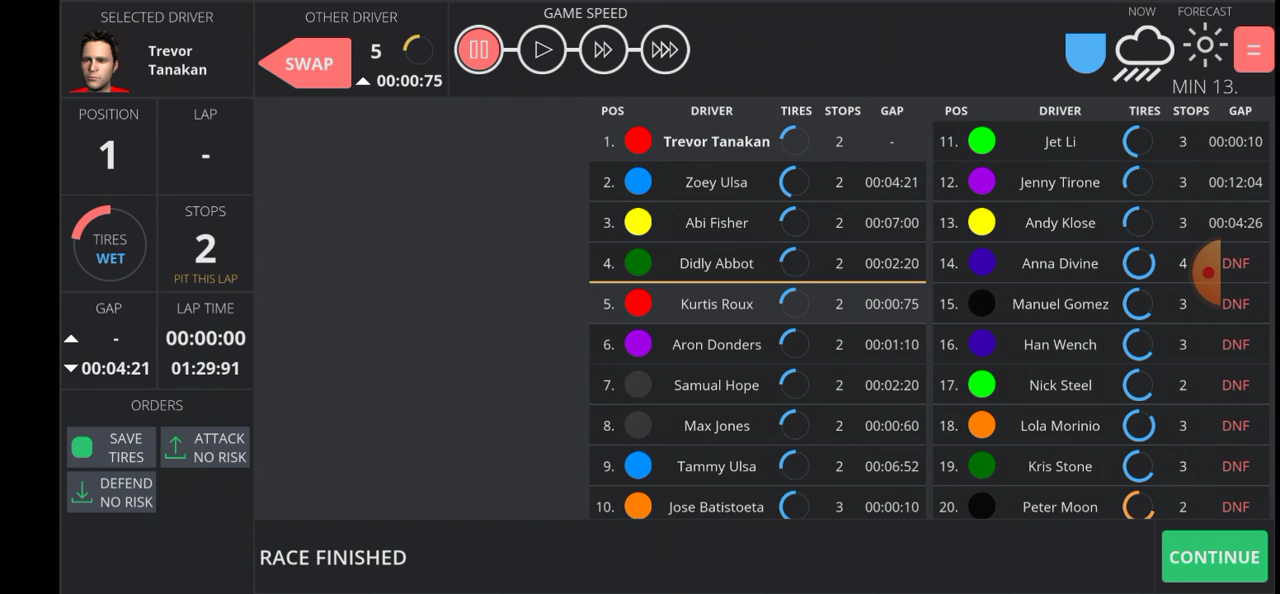 SELECTED DRIVER
Trevor
Tanakan
OTHER DRIVER
SWAP
5
00:00:75
GAME SPEED
NOW
FORECAST
MIN 13.
POSITION
1
LAP
-
TIRES
WET
STOPS
2
PIT THIS LAP
GAP
-
00:04:21
LAP TIME
00:00:00
01:29:91
ORDERS
SAVE
TIRES
ATTACK
NO RISK
DEFEND
NO RISK
POS DRIVER TIRES STOPS GAP
1. Trevor Tanakan 2 -
2. Zoey Ulsa 2 00:04:21
3. Abi Fisher 2 00:07:00
4. Didly Abbot 2 00:02:20
5. Kurtis Roux 2 00:00:75
6. Aron Donders 2 00:01:10
7. Samual Hope 2 00:02:20
8. Max Jones 2 00:00:60
9. Tammy Ulsa 2 00:06:52
10. Jose Batistoeta 3 00:00:10
POS DRIVER TIRES STOPS GAP
11. Jet Li 3 00:00:10
12. Jenny Tirone 3 00:12:04
13. Andy Klose 3 00:04:26
14. Anna Divine 4 DNF
15. Manuel Gomez 3 DNF
16. Han Wench 3 DNF
17. Nick Steel 2 DNF
18. Lola Morinio 3 DNF
19. Kris Stone 3 DNF
20. Peter Moon 2 DNF
RACE FINISHED
CONTINUE